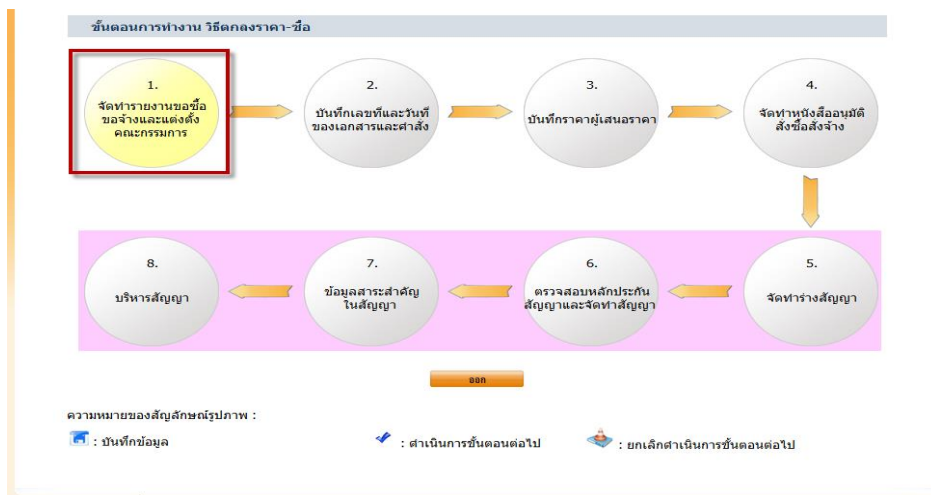 ขั้นตอนการทำงาน วิธีตกลงราคา-ซื้อ
1.
จัดทำรายงานขอซื้อ
ขอจ้างและแต่งตั้ง
คณะกรรมการ
2.
บันทึกเลขที่และวันที่
ของเอกสารและคำสั่ง
3.
บันทึกราคาผู้เสนอราคา
4.
จัดทำหนังสืออนุมัติ
สั่งซื้อสั่งจ้าง
8.
บริหารสัญญา
7.
ข้อมูลสาระสำคัญ
ในสัญญา
6.
ตรวจสอบหลักประกัน
สัญญาและจัดทำสัญญา
5.
จัดทำร่างสัญญา
ออก
ความหมายของสัญลักษณ์รูปภาพ :
: บันทึกข้อมูล
: ดำเนินการขั้นตอนต่อไป
: ยกเลิกดำเนินการขั้นตอนต่อไป